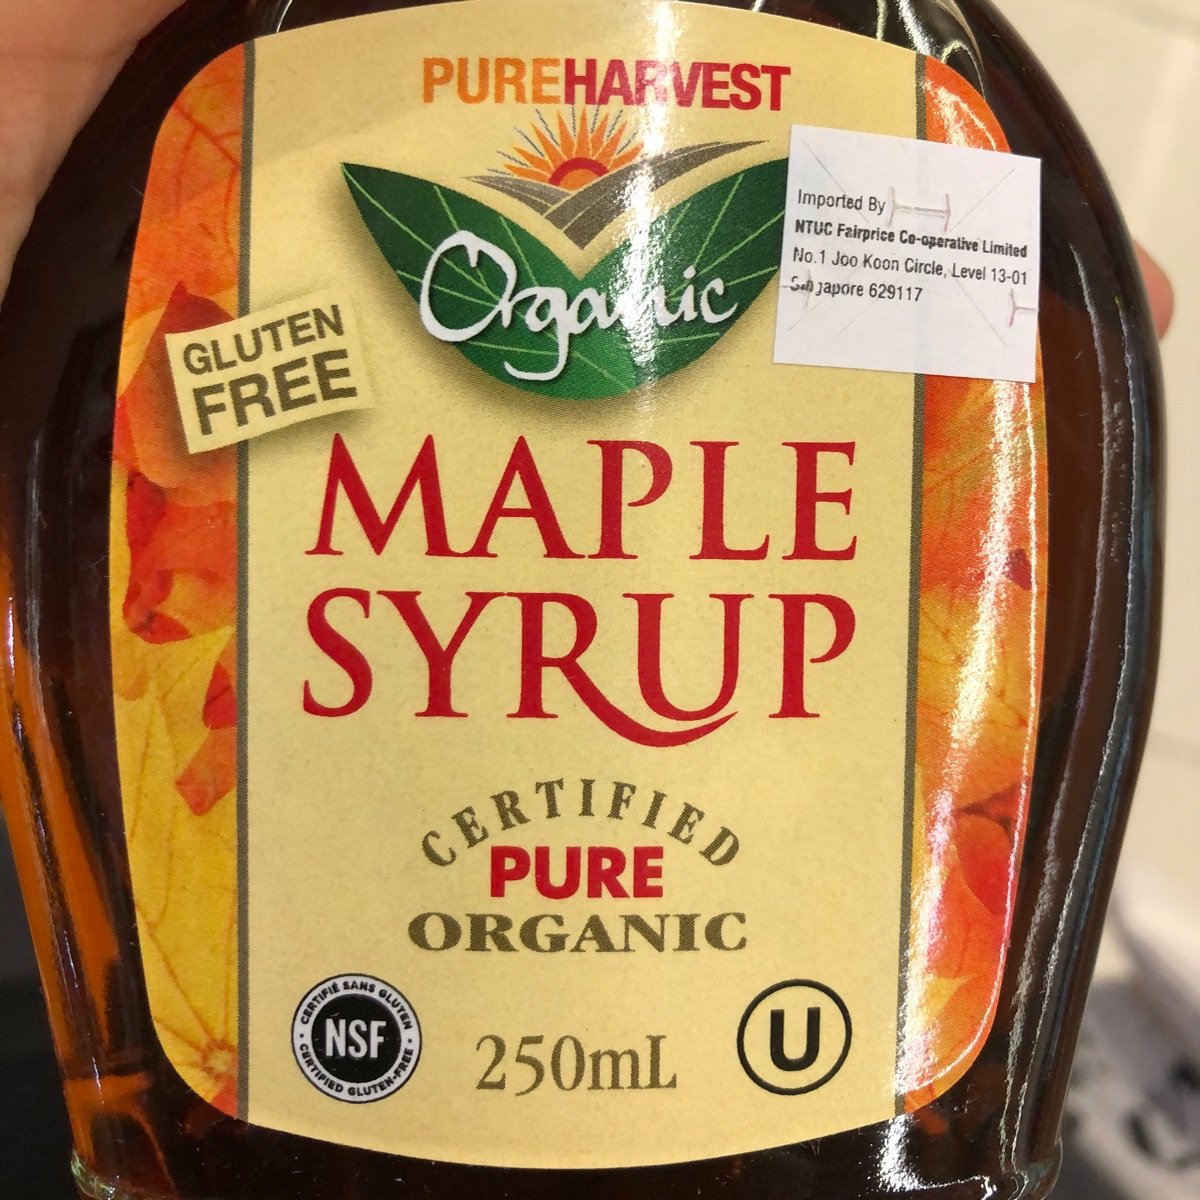 PUREHARVEST
Organic
Imported By
NTUC Fairprice Co-operative Limited
No.1 Joo Koon Circle, Level 13-01
Singapore 629117
GLUTEN
FREE
MAPLE
SYRUP
CERTIFIED
PURE
ORGANIC
CERTIFIÉ SANS GLUTEN
NSF
CERTIFIED GLUTEN-FREE
250mL
U